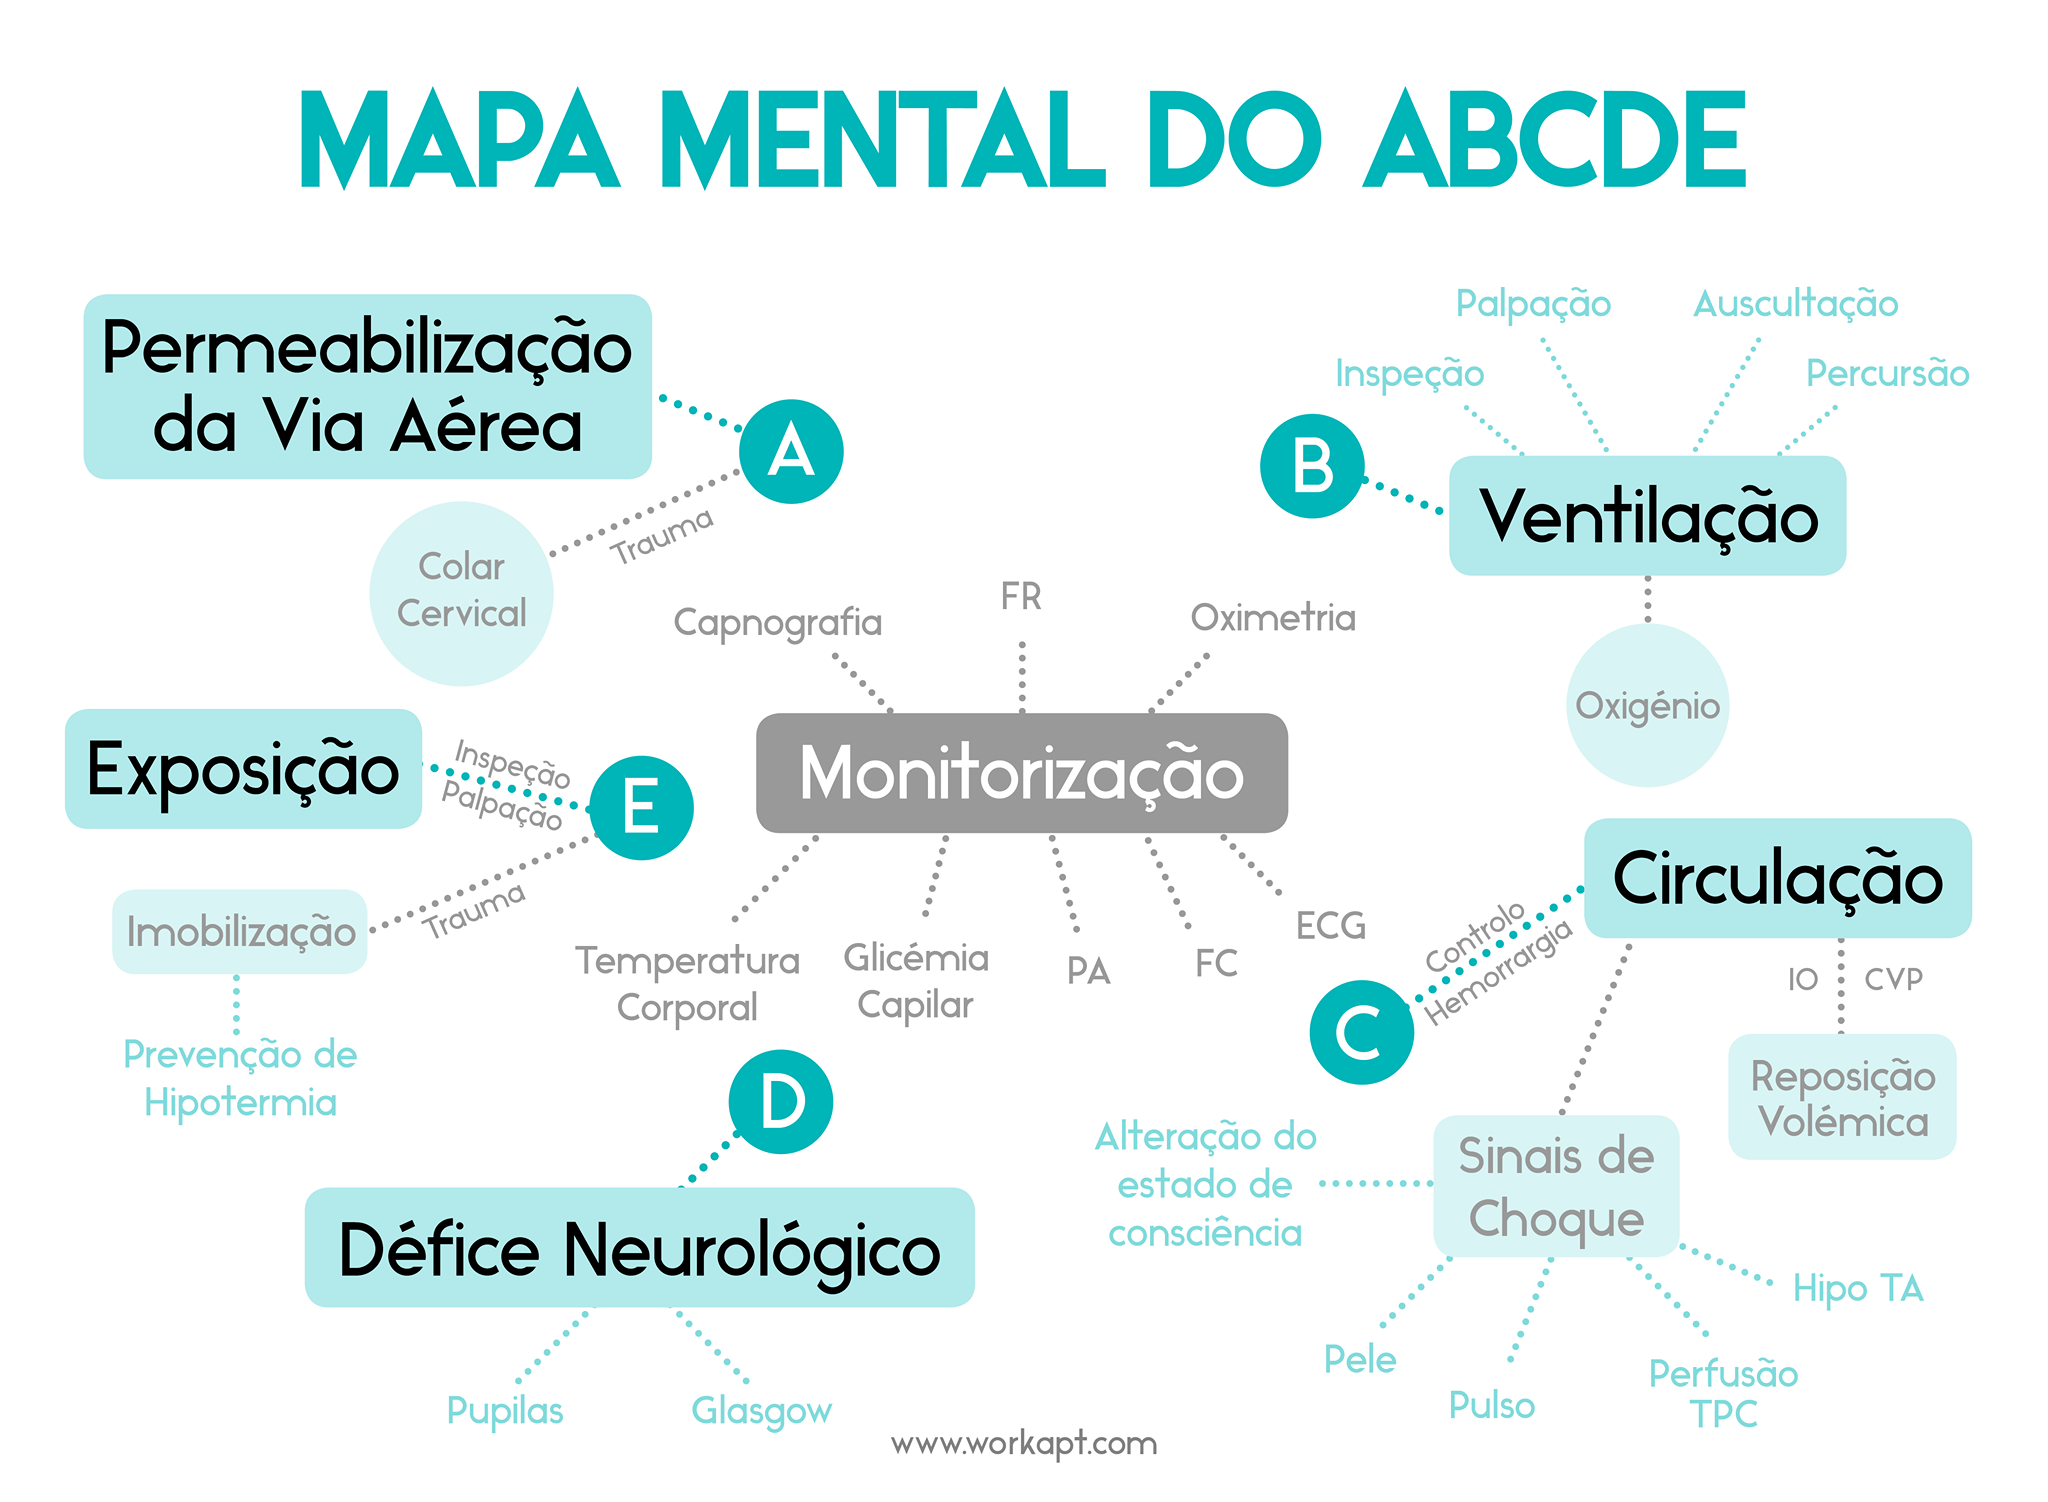 MAPA MENTAL DO ABCDE
Permeabilização
da Via Aérea
A
Trauma
Colar
Cervical
B
Palpação
Auscultação
Inspeção
Percursão
Ventilação
Oxigénio
Capnografia
FR
Oximetria
Monitorização
Temperatura
Corporal
Glicémia
Capilar
PA
FC
ECG
Exposição
Inspeção
Palpação
E
Trauma
Imobilização
Prevenção de
Hipotermia
Circulação
Controlo
Hemorrargia
C
IO
CVP
Reposição
Volémica
Sinais de
Choque
Alteração do
estado de
consciência
Pele
Pulso
Perfusão
TPC
Hipo TA
D
Défice Neurológico
Pupilas
Glasgow
www.workapt.com